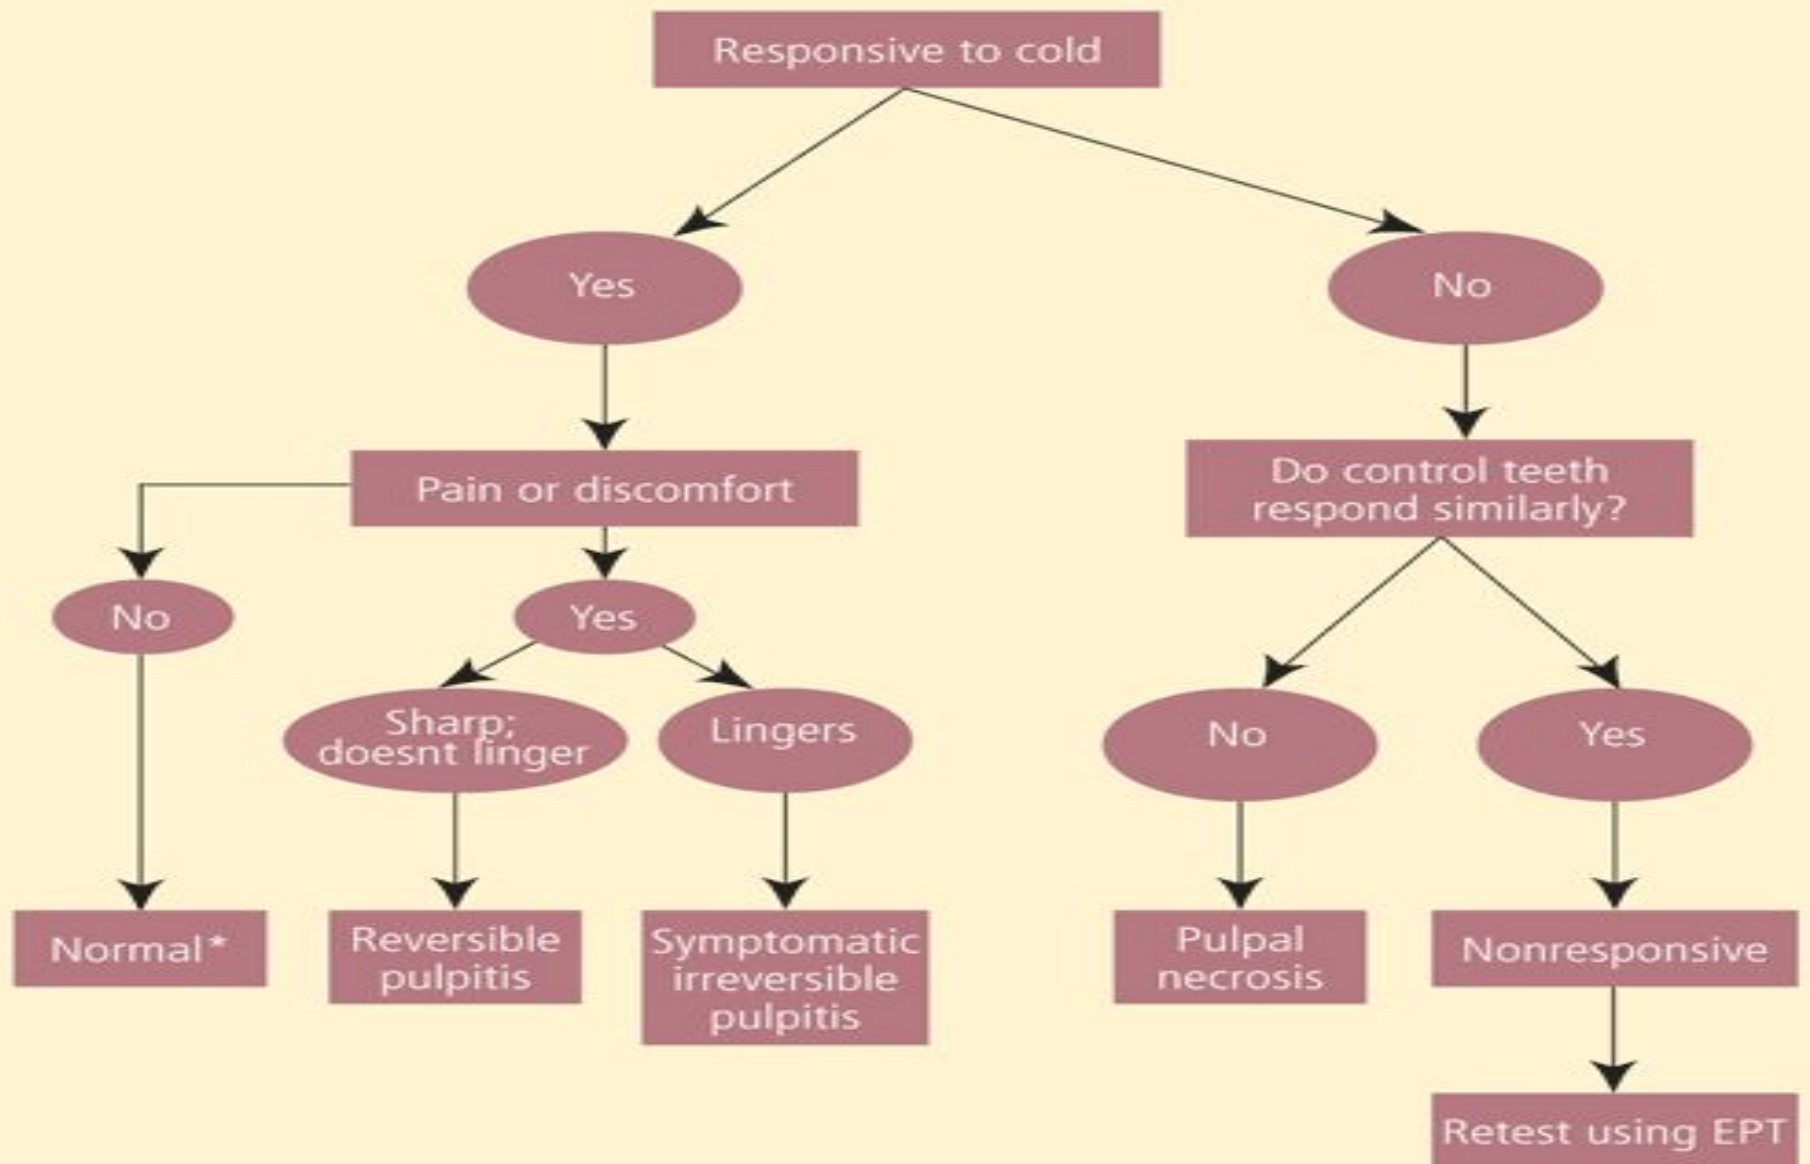 Responsive to cold
Yes
No
Pain or discomfort
Do control teeth
respond similarly?
No
Yes
Sharp;
doesnt linger
Lingers
No
Yes
Normal*
Reversible
pulpitis
Symptomatic
irreversible
pulpitis
Pulpal
necrosis
Nonresponsive
Retest using EPT